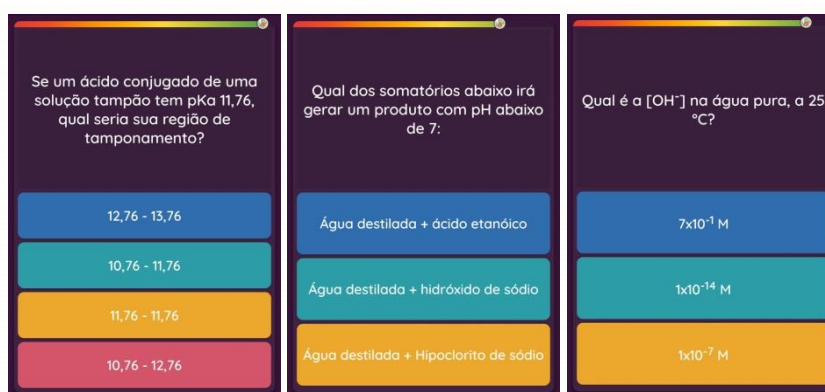 Se um ácido conjugado de uma
solução tampão tem pKa 11,76,
qual seria sua região de
tamponamento?
12,76 - 13,76
10,76 - 11,76
11,76 - 11,76
10,76 - 12,76
Qual dos somatórios abaixo irá
gerar um produto com pH abaixo
de 7:
Água destilada + ácido etanóico
Água destilada + hidróxido de sódio
Água destilada + Hipoclorito de sódio
Qual é a [OH⁻] na água pura, a 25
°C?
7x10⁻¹ M
1x10⁻¹⁴ M
1x10⁻⁷ M